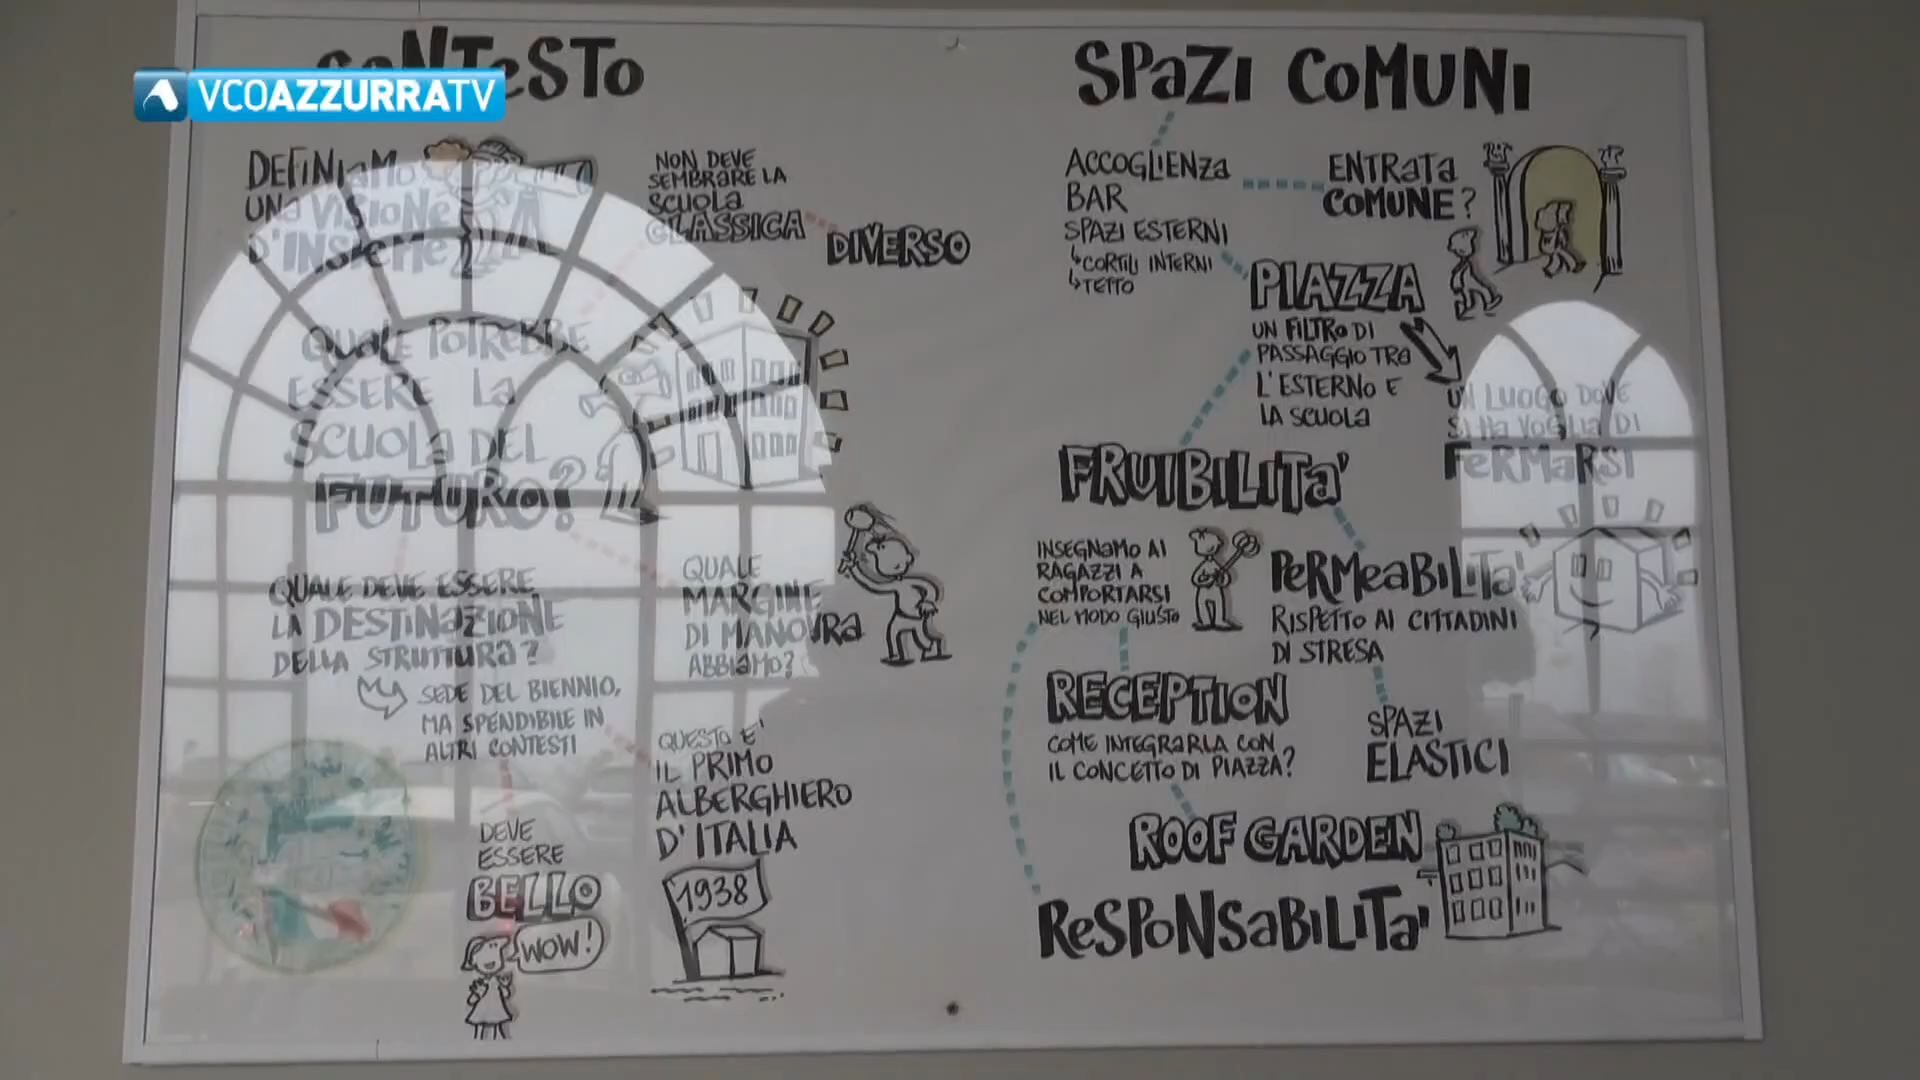 CONTESTO
VCOAZZURRATV
DEFINIAMO
UNA VISIONE
D'INSIEME
NON DEVE
SEMBRARE LA
SCUOLA
CLASSICA
DIVERSO
QUALE POTREBBE
ESSERE LA
SCUOLA DEL
FUTURO?
QUALE DEVE ESSERE
LA DESTINAZIONE
DELLA STRUTTURA?
SEDE DEL BIENNIO,
MA SPENDIBILE IN
ALTRI CONTESTI
QUALE
MARGINE
DI MANOVRA
ABBIAMO?
QUESTO E'
IL PRIMO
ALBERGHIERO
D'ITALIA
1938
DEVE
ESSERE
BELLO
WOW!
SPAZI COMUNI
ACCOGLIENZA
BAR
SPAZI ESTERNI
CORTILI INTERNI
TETTO
ENTRATA
COMUNE?
PIAZZA
UN FILTRO DI
PASSAGGIO TRA
L'ESTERNO E
LA SCUOLA
UN LUOGO DOVE
SI HA VOGLIA DI
FERMARSI
FRUIBILITA'
INSEGNAMO AI
RAGAZZI A
COMPORTARSI
NEL MODO GIUSTO
PERMEABILITA'
RISPETTO AI CITTADINI
DI STRESA
RECEPTION
COME INTEGRARLA CON
IL CONCETTO DI PIAZZA?
SPAZI
ELASTICI
ROOF GARDEN
RESPONSABILITA'